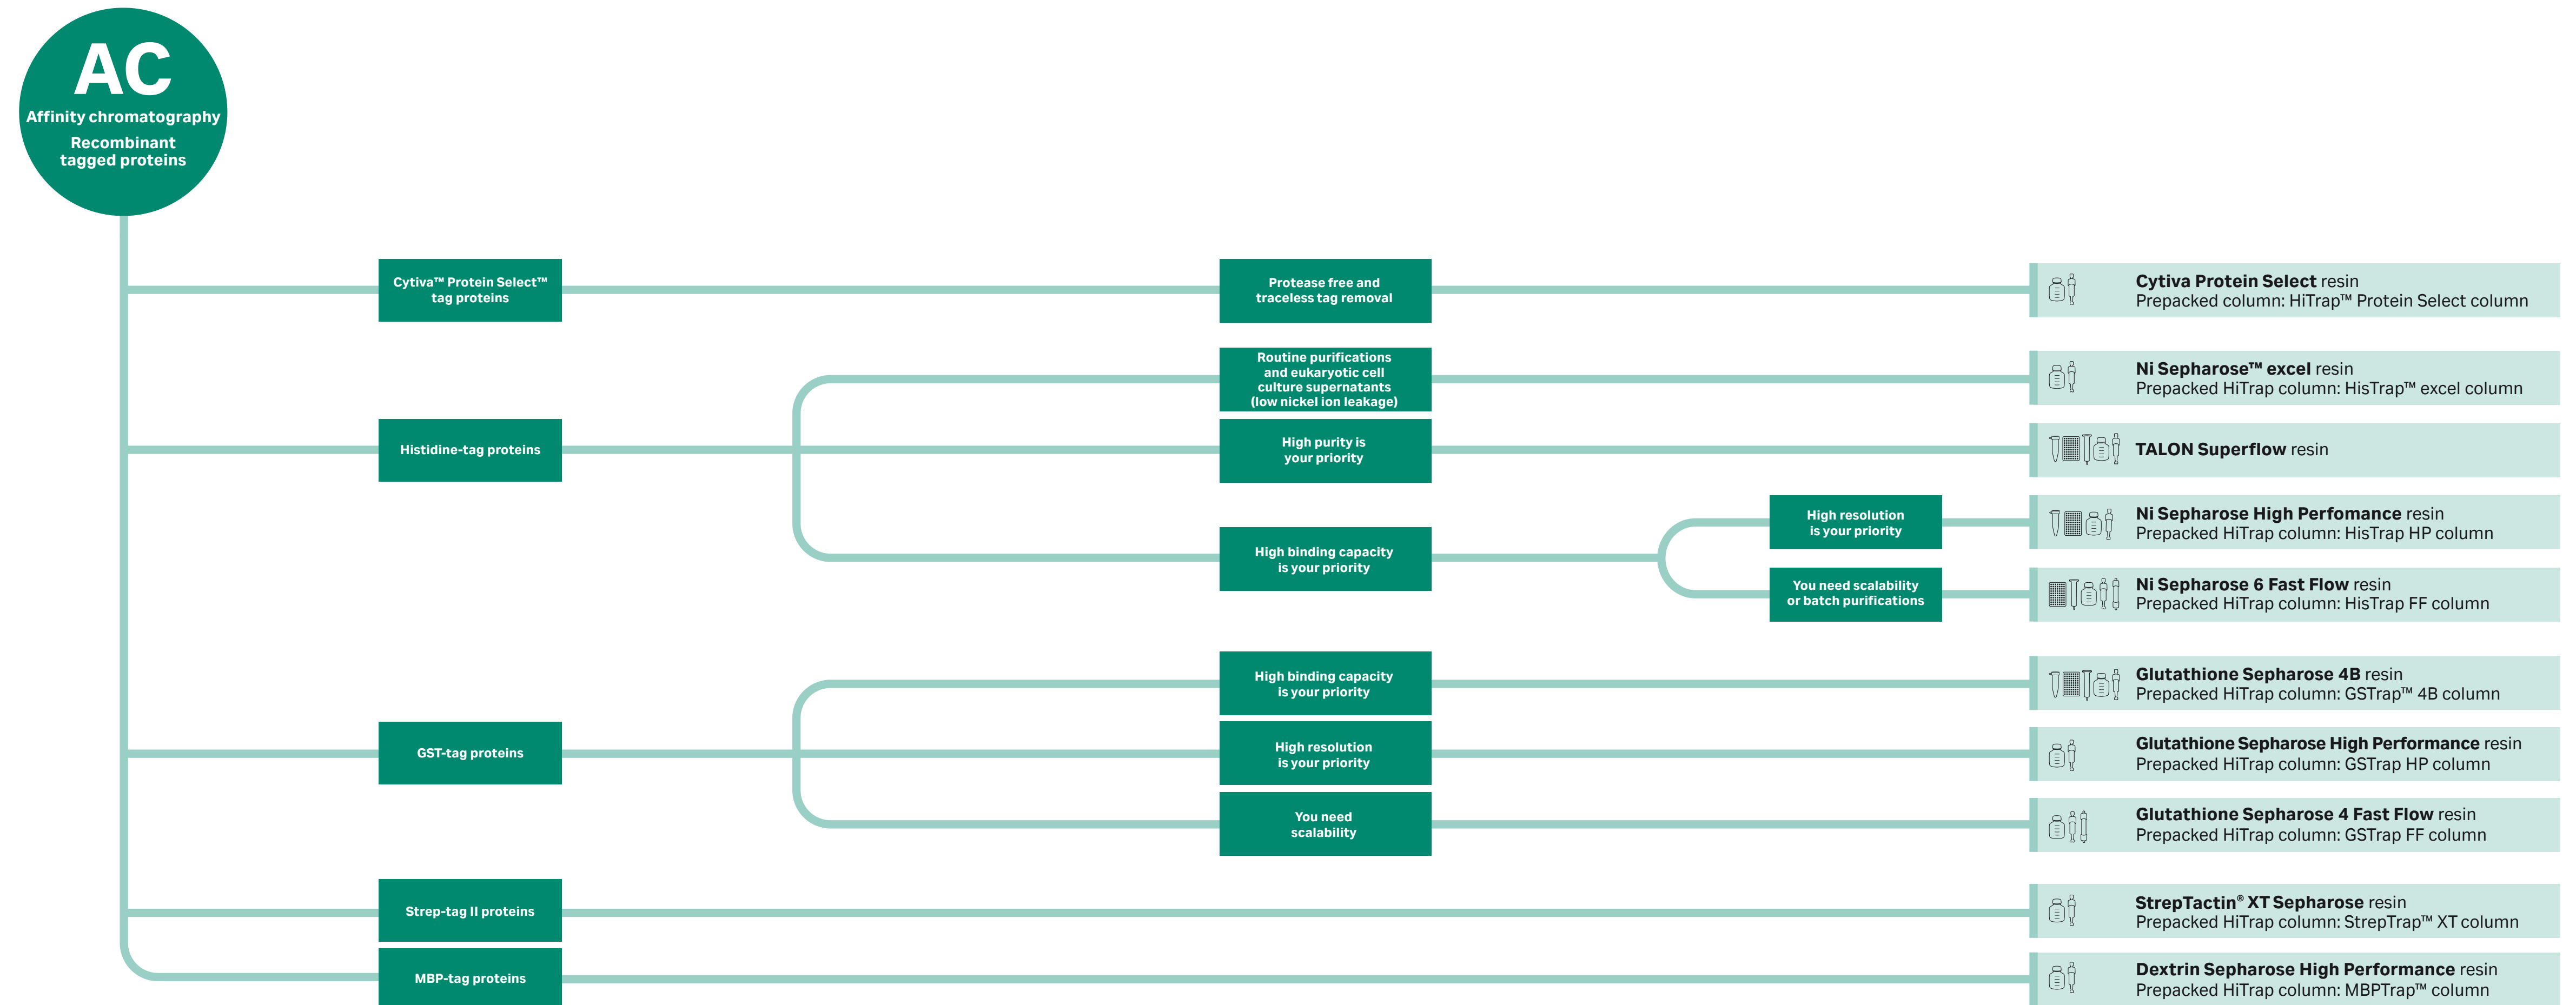 AC
Affinity chromatography
Recombinant
tagged proteins
Cytiva™ Protein Select™
tag proteins
Protease free and
traceless tag removal
Cytiva Protein Select resin
Prepacked column: HiTrap™ Protein Select column
Histidine-tag proteins
Routine purifications
and eukaryotic cell
culture supernatants
(low nickel ion leakage)
Ni Sepharose™ excel resin
Prepacked HiTrap column: HisTrap™ excel column
High purity is
your priority
TALON Superflow resin
High binding capacity
is your priority
High resolution
is your priority
Ni Sepharose High Perfomance resin
Prepacked HiTrap column: HisTrap HP column
You need scalability
or batch purifications
Ni Sepharose 6 Fast Flow resin
Prepacked HiTrap column: HisTrap FF column
GST-tag proteins
High binding capacity
is your priority
Glutathione Sepharose 4B resin
Prepacked HiTrap column: GSTrap™ 4B column
High resolution
is your priority
Glutathione Sepharose High Performance resin
Prepacked HiTrap column: GSTrap HP column
You need
scalability
Glutathione Sepharose 4 Fast Flow resin
Prepacked HiTrap column: GSTrap FF column
Strep-tag II proteins
StrepTactin® XT Sepharose resin
Prepacked HiTrap column: StrepTrap™ XT column
MBP-tag proteins
Dextrin Sepharose High Performance resin
Prepacked HiTrap column: MBPTrap™ column